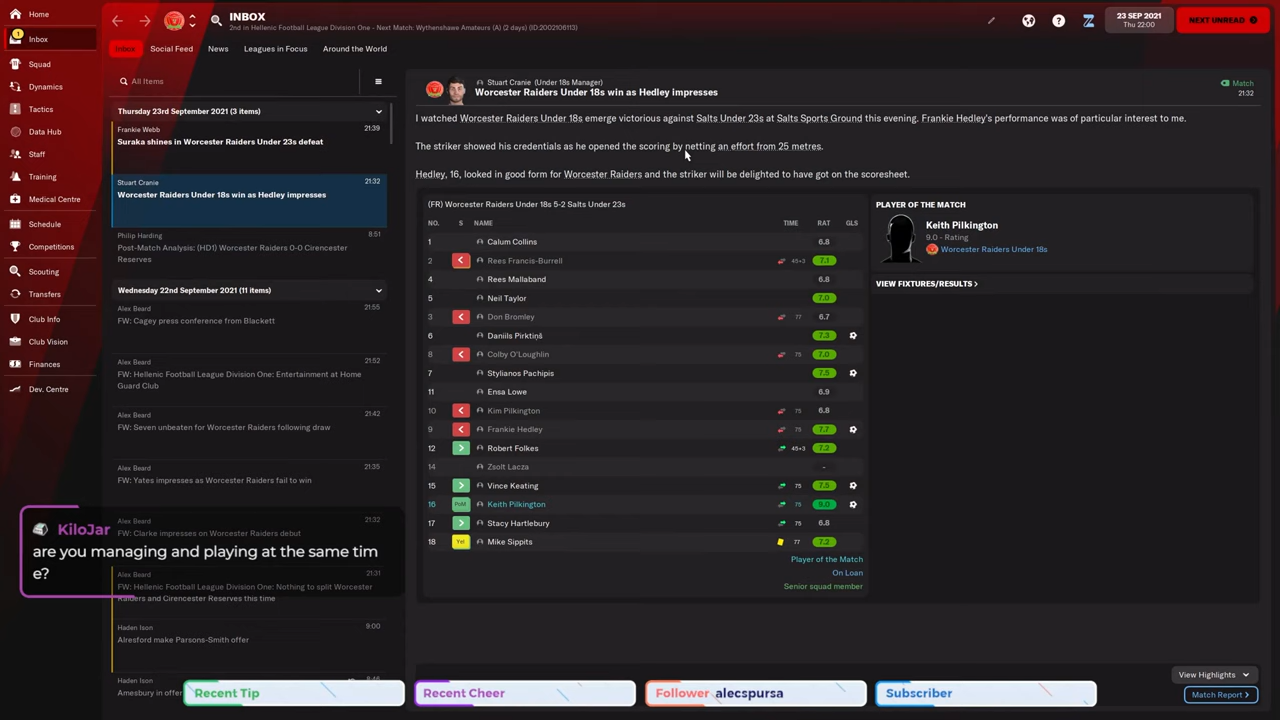 Home
1
Inbox
Squad
Dynamics
Tactics
Data Hub
Staff
Training
Medical Centre
Schedule
Competitions
Scouting
Transfers
Club Info
Club Vision
Finances
Dev. Centre
INBOX
2nd in Hellenic Football League Division One - Next Match: Wythenshawe Amateurs (A) (2 days) (ID:2002106113)
23 SEP 2021
Thu 22:00
NEXT UNREAD
Inbox
Social Feed
News
Leagues in Focus
Around the World
All Items
Thursday 23rd September 2021 (3 items)
Frankie Webb 21:39
Suraka shines in Worcester Raiders Under 23s defeat
Stuart Cranie 21:32
Worcester Raiders Under 18s win as Hedley impresses
Philip Harding 8:51
Post-Match Analysis: (HD1) Worcester Raiders 0-0 Cirencester
Reserves
Wednesday 22nd September 2021 (11 items)
Alex Beard 21:55
FW: Cagey press conference from Blackett
Alex Beard 21:52
FW: Hellenic Football League Division One: Entertainment at Home
Guard Club
Alex Beard 21:42
FW: Seven unbeaten for Worcester Raiders following draw
Alex Beard 21:35
FW: Yates impresses as Worcester Raiders fail to win
Alex Beard 21:32
FW: Clarke impresses on Worcester Raiders debut
Alex Beard 21:31
FW: Hellenic Football League Division One: Nothing to split Worcester
Raiders and Cirencester Reserves this time
Haden Ison 9:00
Alresford make Parsons-Smith offer
Haden Ison 8:46
Amesbury in offer
KiloJar
are you managing and playing at the same tim
e?
Stuart Cranie (Under 18s Manager)
Worcester Raiders Under 18s win as Hedley impresses
Match
21:32
I watched Worcester Raiders Under 18s emerge victorious against Salts Under 23s at Salts Sports Ground this evening. Frankie Hedley's performance was of particular interest to me.
The striker showed his credentials as he opened the scoring by netting an effort from 25 metres.
Hedley, 16, looked in good form for Worcester Raiders and the striker will be delighted to have got on the scoresheet.
(FR) Worcester Raiders Under 18s 5-2 Salts Under 23s
NO. S NAME TIME RAT GLS
1 Calum Collins 6.8
2 Rees Francis-Burrell 45+3 7.1
4 Rees Mallaband 6.8
5 Neil Taylor 7.0
3 Don Bromley 77 6.7
6 Daniils Pirktiņš 7.3
8 Colby O'Loughlin 75 7.0
7 Stylianos Pachipis 7.5
11 Ensa Lowe 6.9
10 Kim Pilkington 75 6.8
9 Frankie Hedley 75 7.7
12 Robert Folkes 45+3 7.2
14 Zsolt Lacza -
15 Vince Keating 75 7.5
16 PoM Keith Pilkington 75 9.0
17 Stacy Hartlebury 75 6.8
18 Yel Mike Sippits 77 7.2
Player of the Match
On Loan
Senior squad member
PLAYER OF THE MATCH
Keith Pilkington
9.0 - Rating
Worcester Raiders Under 18s
VIEW FIXTURES/RESULTS >
View Highlights
Match Report >
Recent Tip
Recent Cheer
Follower alecspursa
Subscriber